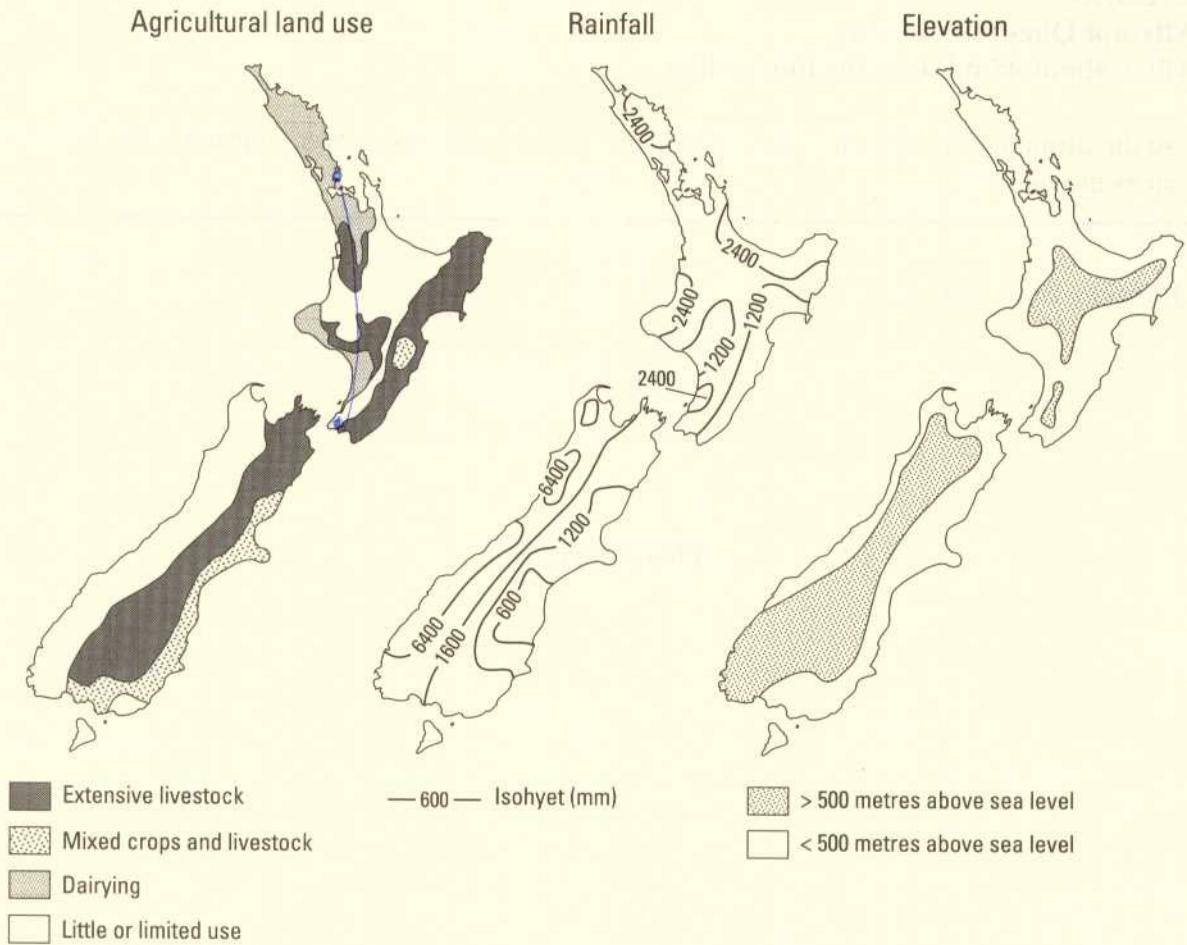 Agricultural land use
Rainfall
Elevation
2400
2400
2400
1200
1200
2400
6400
1200
600
6400
1600
Extensive livestock
Mixed crops and livestock
Dairying
Little or limited use
— 600 — Isohyet (mm)
> 500 metres above sea level
< 500 metres above sea level